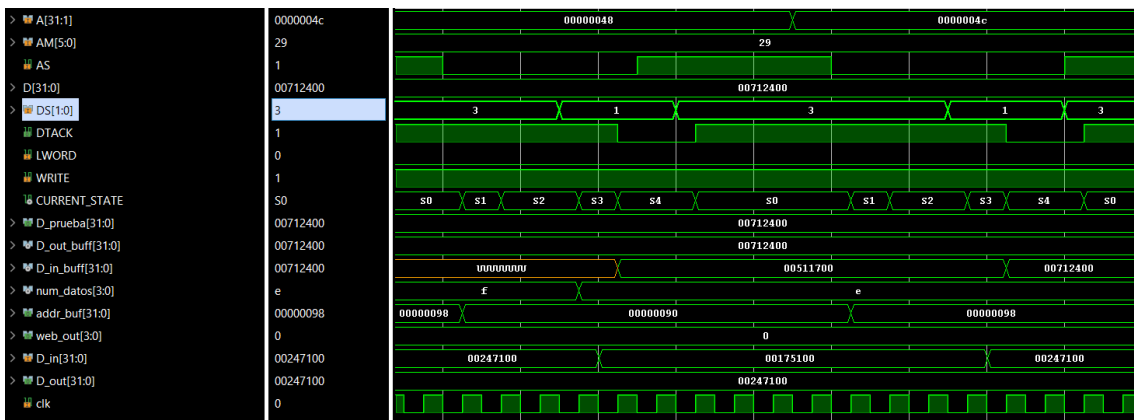 A[31:1] 0000004c 00000048 0000004c
AM[5:0] 29 29
AS 1
D[31:0] 00712400 00712400
DS[1:0] 3 3 1 3 1 3
DTACK 1
LWORD 0
WRITE 1
CURRENT_STATE S0 S0 S1 S2 S3 S4 S0 S1 S2 S3 S4 S0
D_prueba[31:0] 00712400 00712400
D_out_buff[31:0] 00712400 00712400
D_in_buff[31:0] 00712400 UUUUUUUU 00511700 00712400
num_datos[3:0] e f e
addr_buf[31:0] 00000098 00000098 00000090 00000098
web_out[3:0] 0 0
D_in[31:0] 00247100 00247100 00175100 00247100
D_out[31:0] 00247100 00247100
clk 0